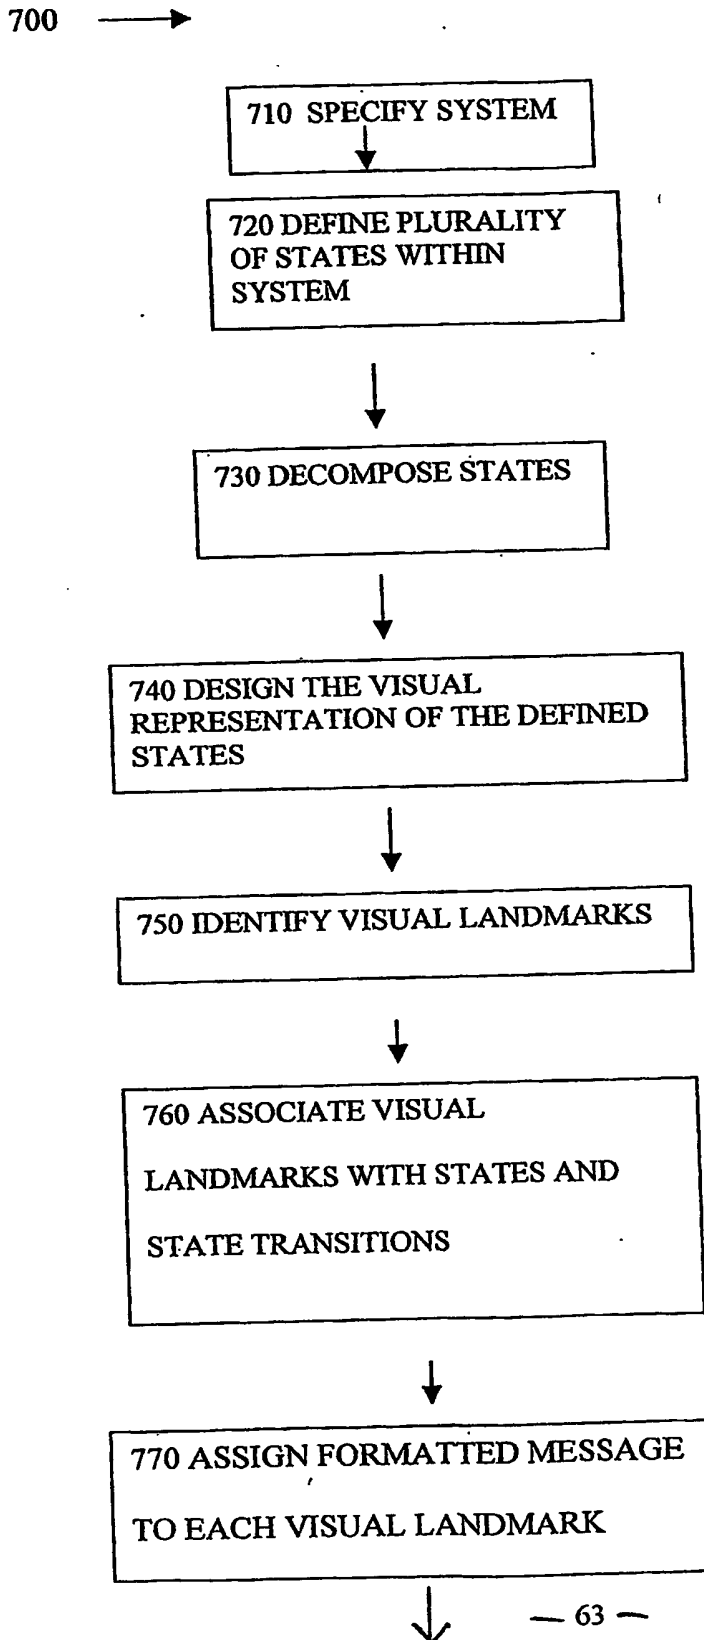 700
710 SPECIFY SYSTEM
720 DEFINE PLURALITY
OF STATES WITHIN
SYSTEM
730 DECOMPOSE STATES
740 DESIGN THE VISUAL
REPRESENTATION OF THE DEFINED
STATES
750 IDENTIFY VISUAL LANDMARKS
760 ASSOCIATE VISUAL
LANDMARKS WITH STATES AND
STATE TRANSITIONS
770 ASSIGN FORMATTED MESSAGE
TO EACH VISUAL LANDMARK
— 63 —